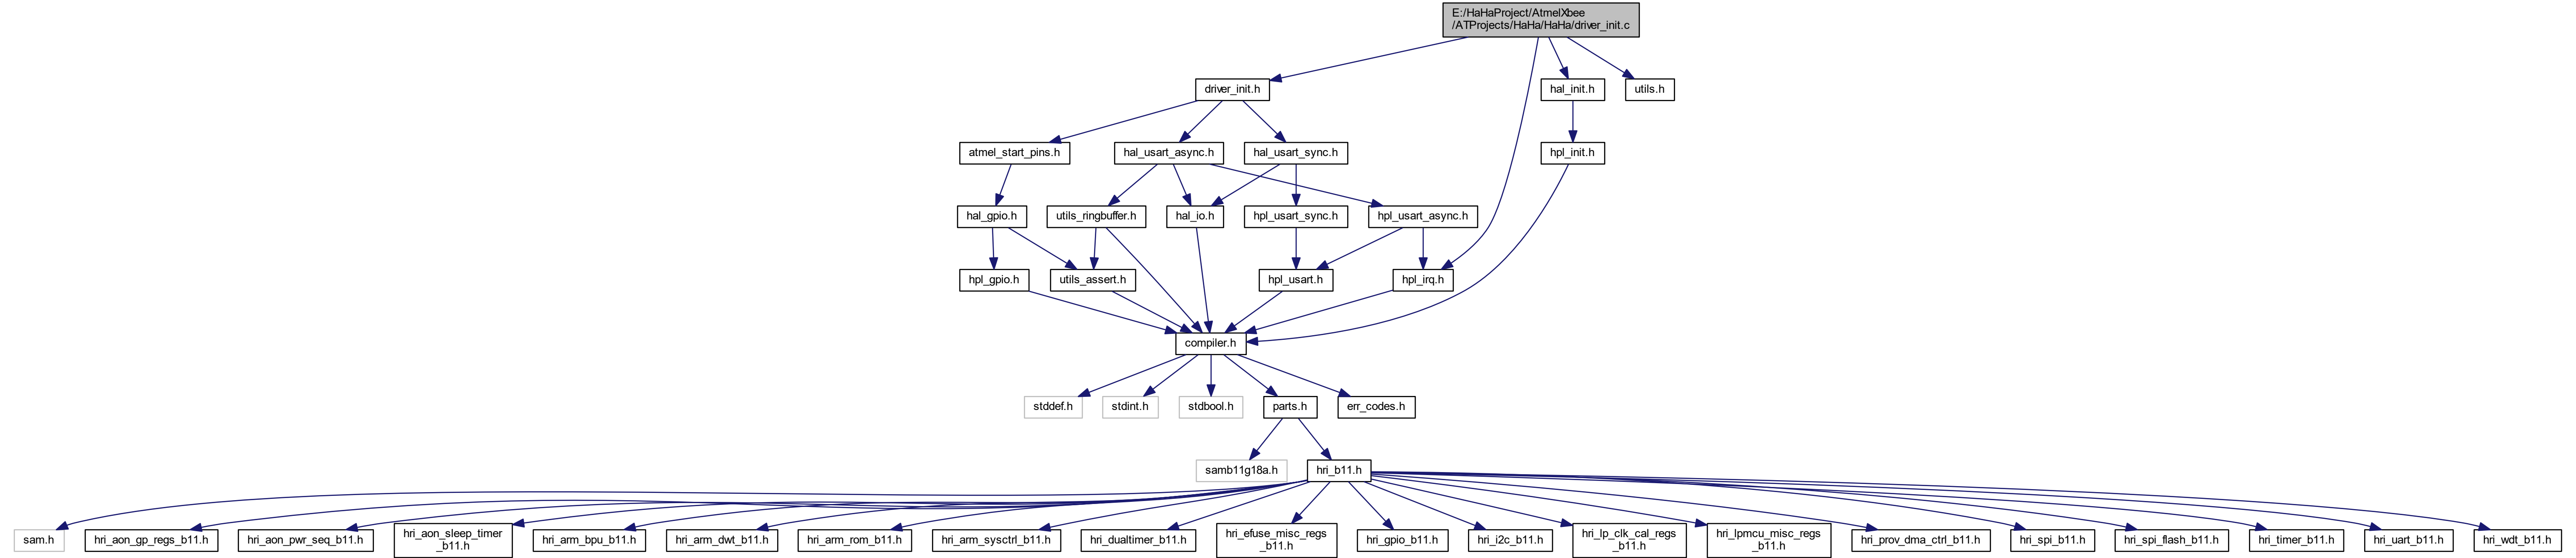 E:/HaHaProject/AtmelXbee
/ATProjects/HaHa/HaHa/driver_init.c
driver_init.h
hal_init.h
utils.h
atmel_start_pins.h
hal_usart_async.h
hal_usart_sync.h
hpl_init.h
hal_gpio.h
utils_ringbuffer.h
hal_io.h
hpl_usart_sync.h
hpl_usart_async.h
hpl_gpio.h
utils_assert.h
hpl_usart.h
hpl_irq.h
compiler.h
stddef.h
stdint.h
stdbool.h
parts.h
err_codes.h
samb11g18a.h
hri_b11.h
sam.h
hri_aon_gp_regs_b11.h
hri_aon_pwr_seq_b11.h
hri_aon_sleep_timer
_b11.h
hri_arm_bpu_b11.h
hri_arm_dwt_b11.h
hri_arm_rom_b11.h
hri_arm_sysctrl_b11.h
hri_dualtimer_b11.h
hri_efuse_misc_regs
_b11.h
hri_gpio_b11.h
hri_i2c_b11.h
hri_lp_clk_cal_regs
_b11.h
hri_lpmcu_misc_regs
_b11.h
hri_prov_dma_ctrl_b11.h
hri_spi_b11.h
hri_spi_flash_b11.h
hri_timer_b11.h
hri_uart_b11.h
hri_wdt_b11.h